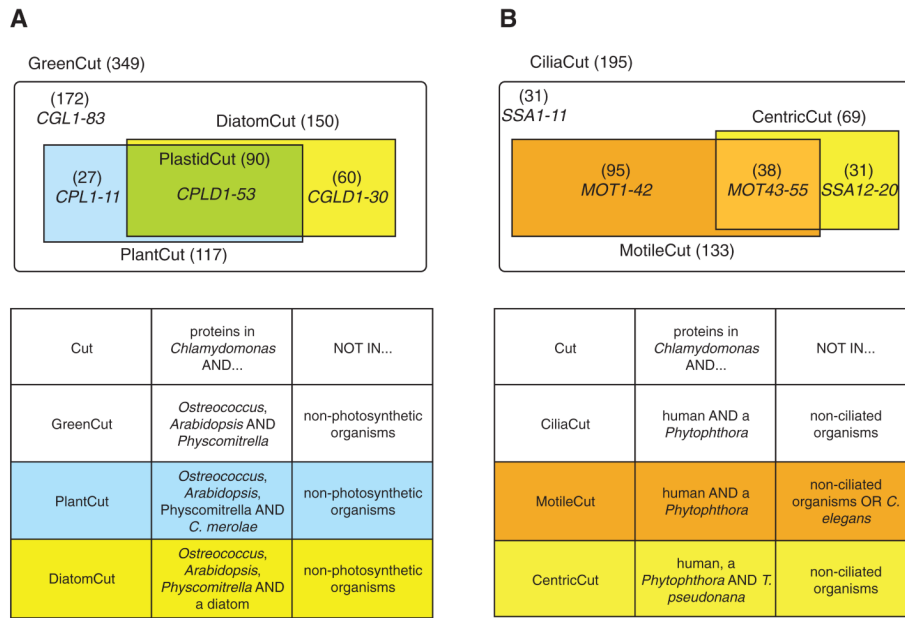 A
GreenCut (349)
(172)
CGL1-83
DiatomCut (150)
PlastidCut (90)
(27)
CPL1-11
CPLD1-53
(60)
CGLD1-30
PlantCut (117)
Cut
proteins in
Chlamydomonas
AND...
NOT IN...
GreenCut
Ostreococcus,
Arabidopsis AND
Physcomitrella
non-photosynthetic
organisms
PlantCut
Ostreococcus,
Arabidopsis,
Physcomitrella AND
C. merolae
non-photosynthetic
organisms
DiatomCut
Ostreococcus,
Arabidopsis,
Physcomitrella AND
a diatom
non-photosynthetic
organisms
B
CiliaCut (195)
(31)
SSA1-11
CentricCut (69)
(95)
MOT1-42
(38)
MOT43-55
(31)
SSA12-20
MotileCut (133)
Cut
proteins in
Chlamydomonas
AND...
NOT IN...
CiliaCut
human AND a
Phytophthora
non-ciliated
organisms
MotileCut
human AND a
Phytophthora
non-ciliated
organisms OR C.
elegans
CentricCut
human, a
Phytophthora AND T.
pseudonana
non-ciliated
organisms